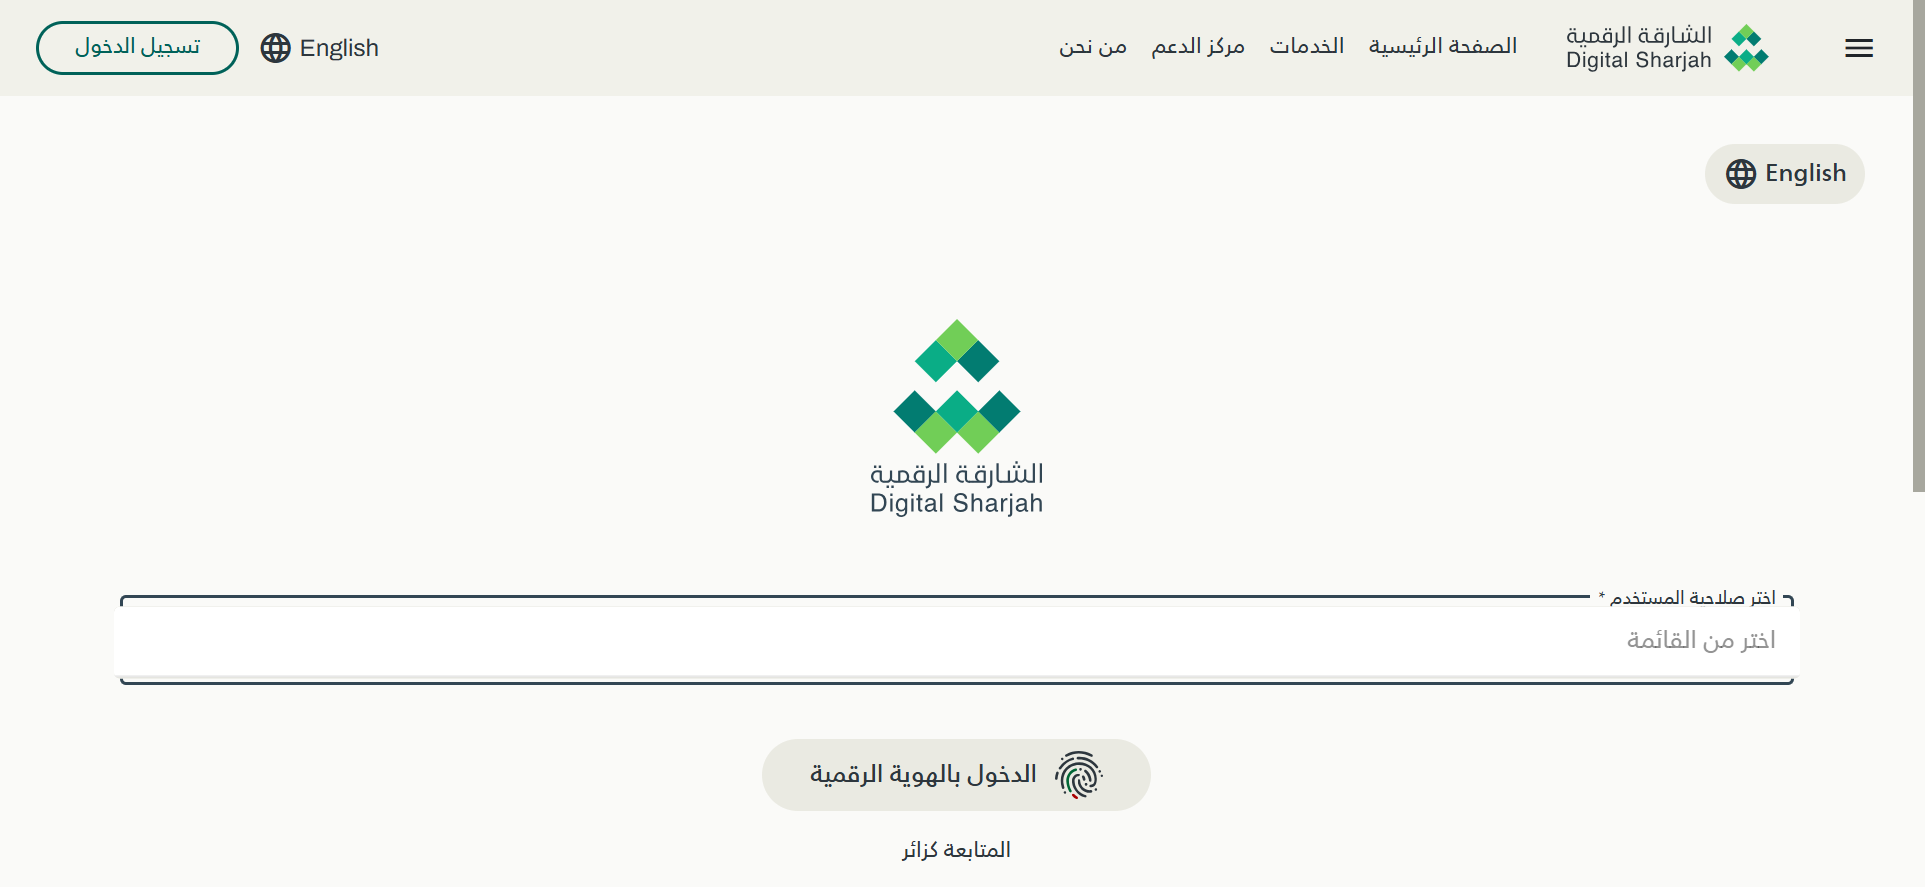 الشارقة الرقمية
Digital Sharjah
الصفحة الرئيسية
الخدمات
مركز الدعم
من نحن
English
تسجيل الدخول
English
الشارقة الرقمية
Digital Sharjah
اختر صلاحية المستخدم *
اختر من القائمة
الدخول بالهوية الرقمية
المتابعة كزائر